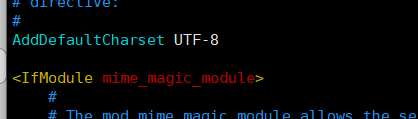 # directive:
#
AddDefaultCharset UTF-8
<IfModule mime_magic_module>
#
# The mod_mime_magic module allows the se